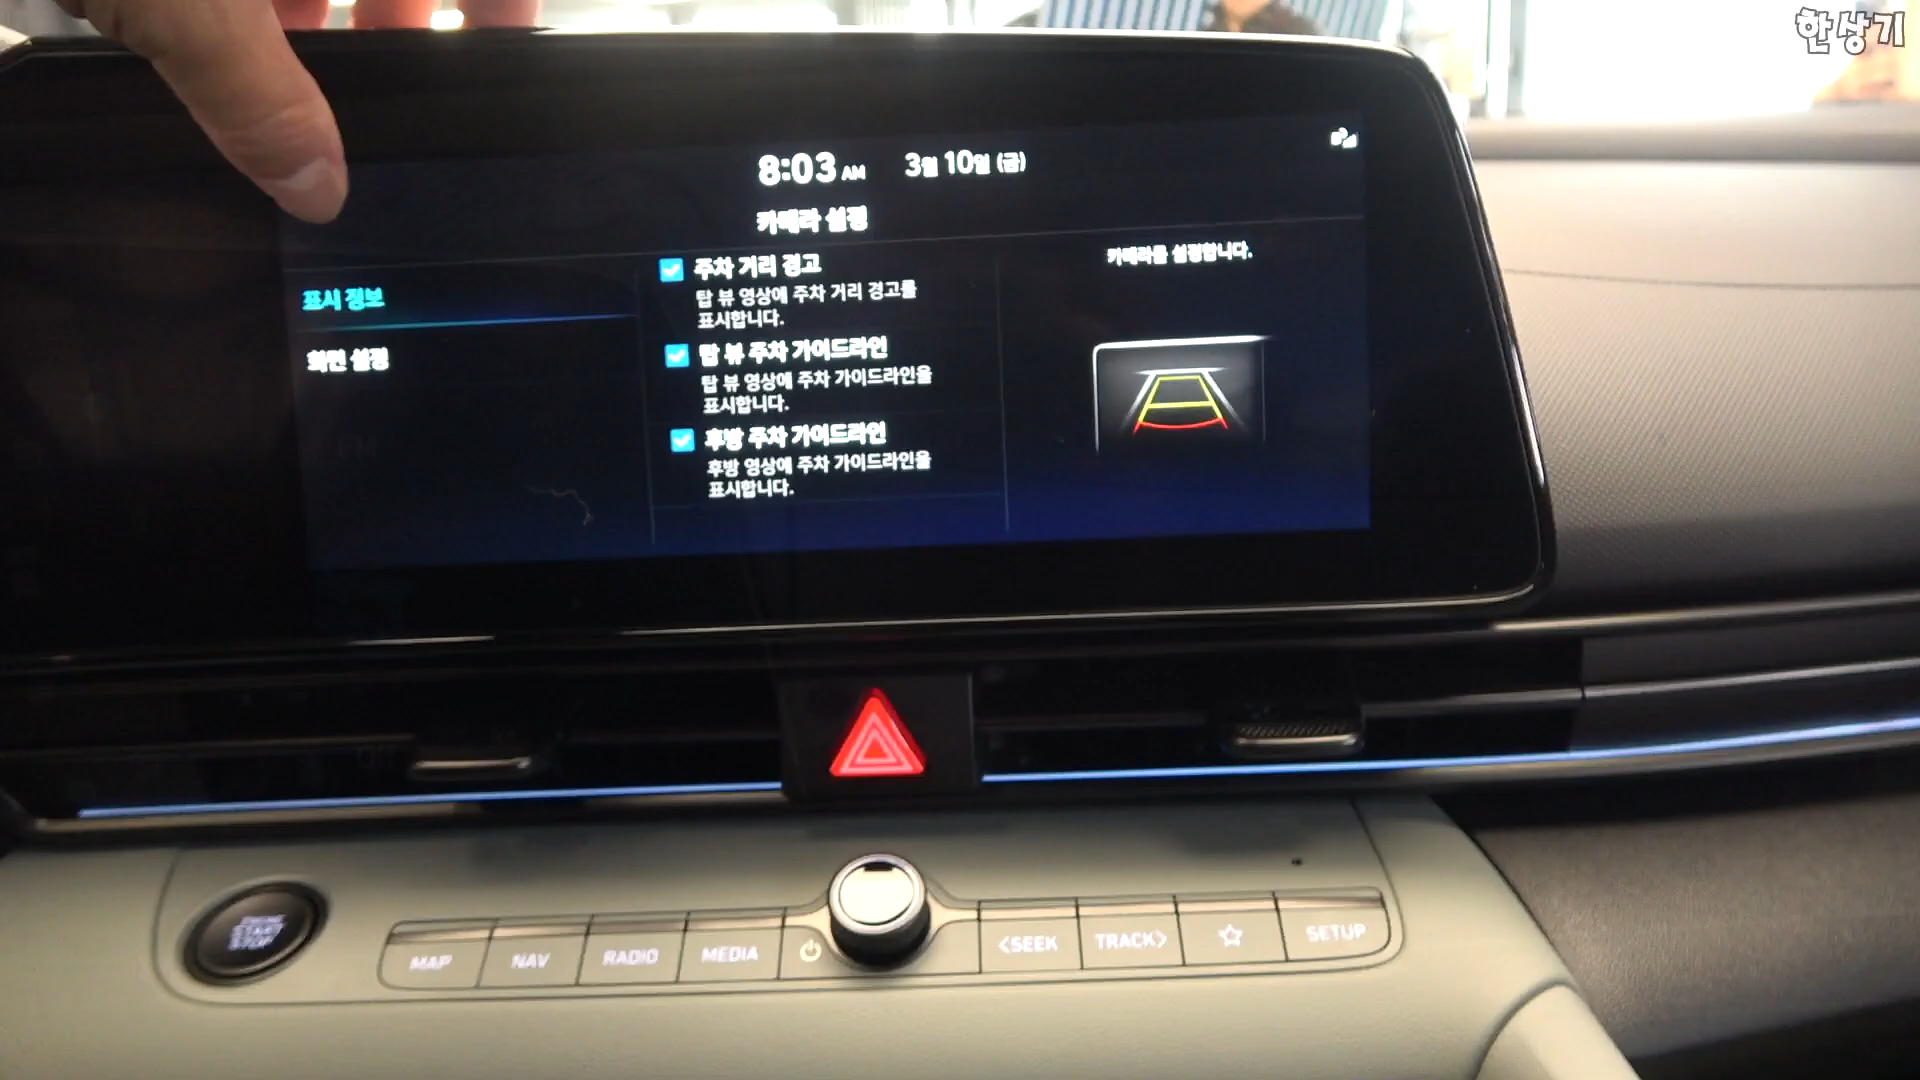 한상기
8:03 AM 3월 10일 (금)
카메라 설정
표시 정보
화면 설정
주차 거리 경고
탑 뷰 영상에 주차 거리 경고를
표시합니다.
탑 뷰 주차 가이드라인
탑 뷰 영상에 주차 가이드라인을
표시합니다.
후방 주차 가이드라인
후방 영상에 주차 가이드라인을
표시합니다.
카메라를 설정합니다.
ENGINE
START
STOP
MAP
NAV
RADIO
MEDIA
<SEEK
TRACK>
SETUP